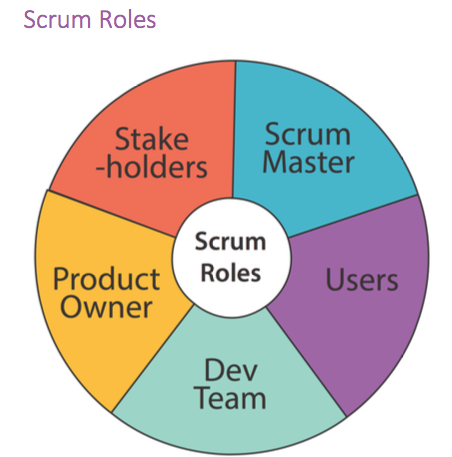 Scrum Roles
Stake
-holders
Scrum
Master
Scrum
Roles
Product
Owner
Users
Dev
Team